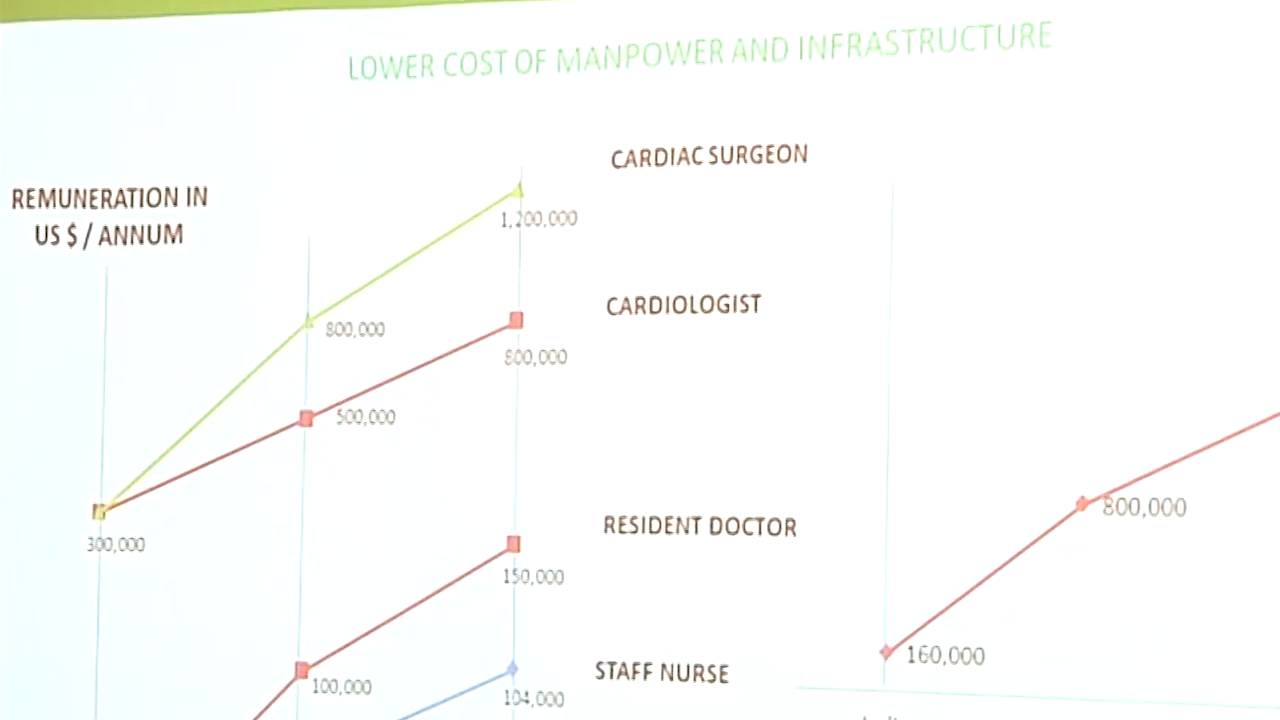 LOWER COST OF MANPOWER AND INFRASTRUCTURE
CARDIAC SURGEON
REMUNERATION IN
US $ / ANNUM
1,200,000
CARDIOLOGIST
800,000
800,000
500,000
300,000
RESIDENT DOCTOR
150,000
800,000
160,000
STAFF NURSE
100,000
104,000